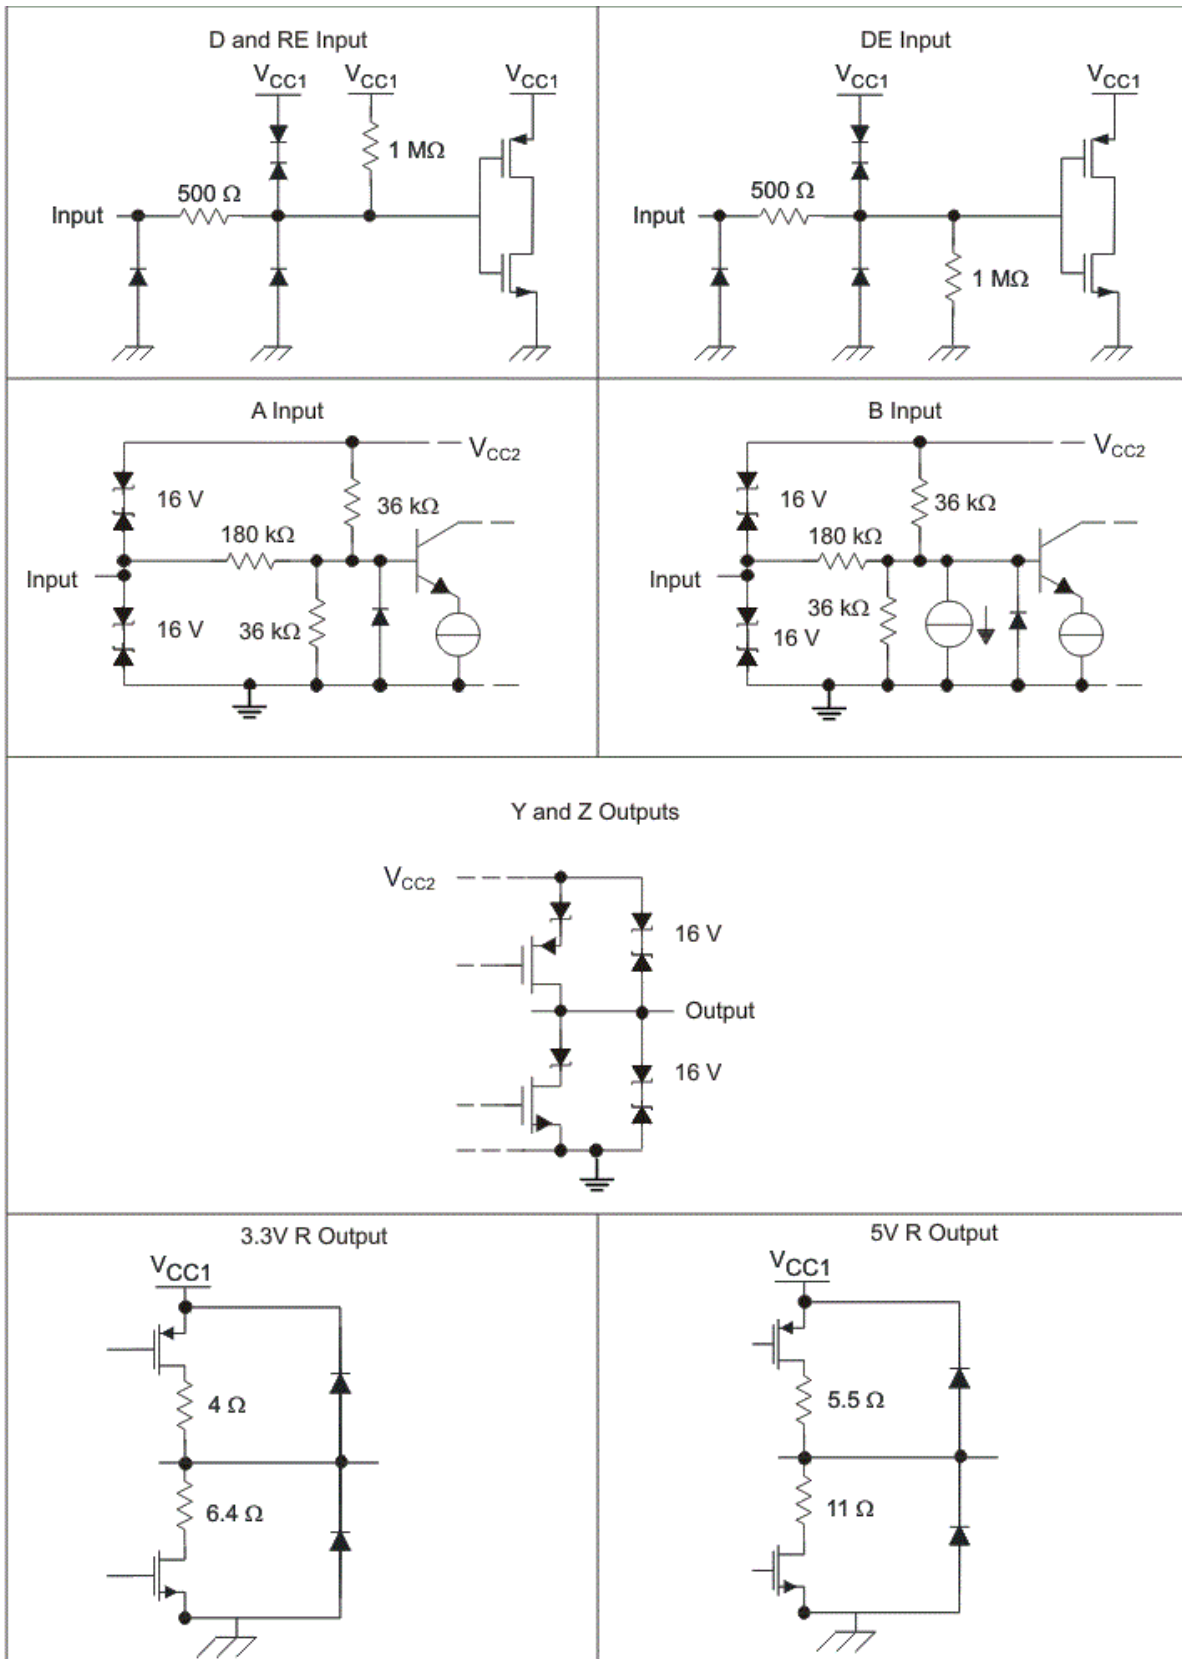 D and RE Input
VCC1 VCC1 VCC1
1 MΩ
500 Ω
Input
DE Input
VCC1 VCC1
500 Ω
Input
1 MΩ
A Input
VCC2
16 V
36 kΩ
180 kΩ
Input
16 V
36 kΩ
B Input
VCC2
16 V
36 kΩ
180 kΩ
Input
36 kΩ
16 V
Y and Z Outputs
VCC2
16 V
Output
16 V
3.3V R Output
VCC1
4 Ω
6.4 Ω
5V R Output
VCC1
5.5 Ω
11 Ω